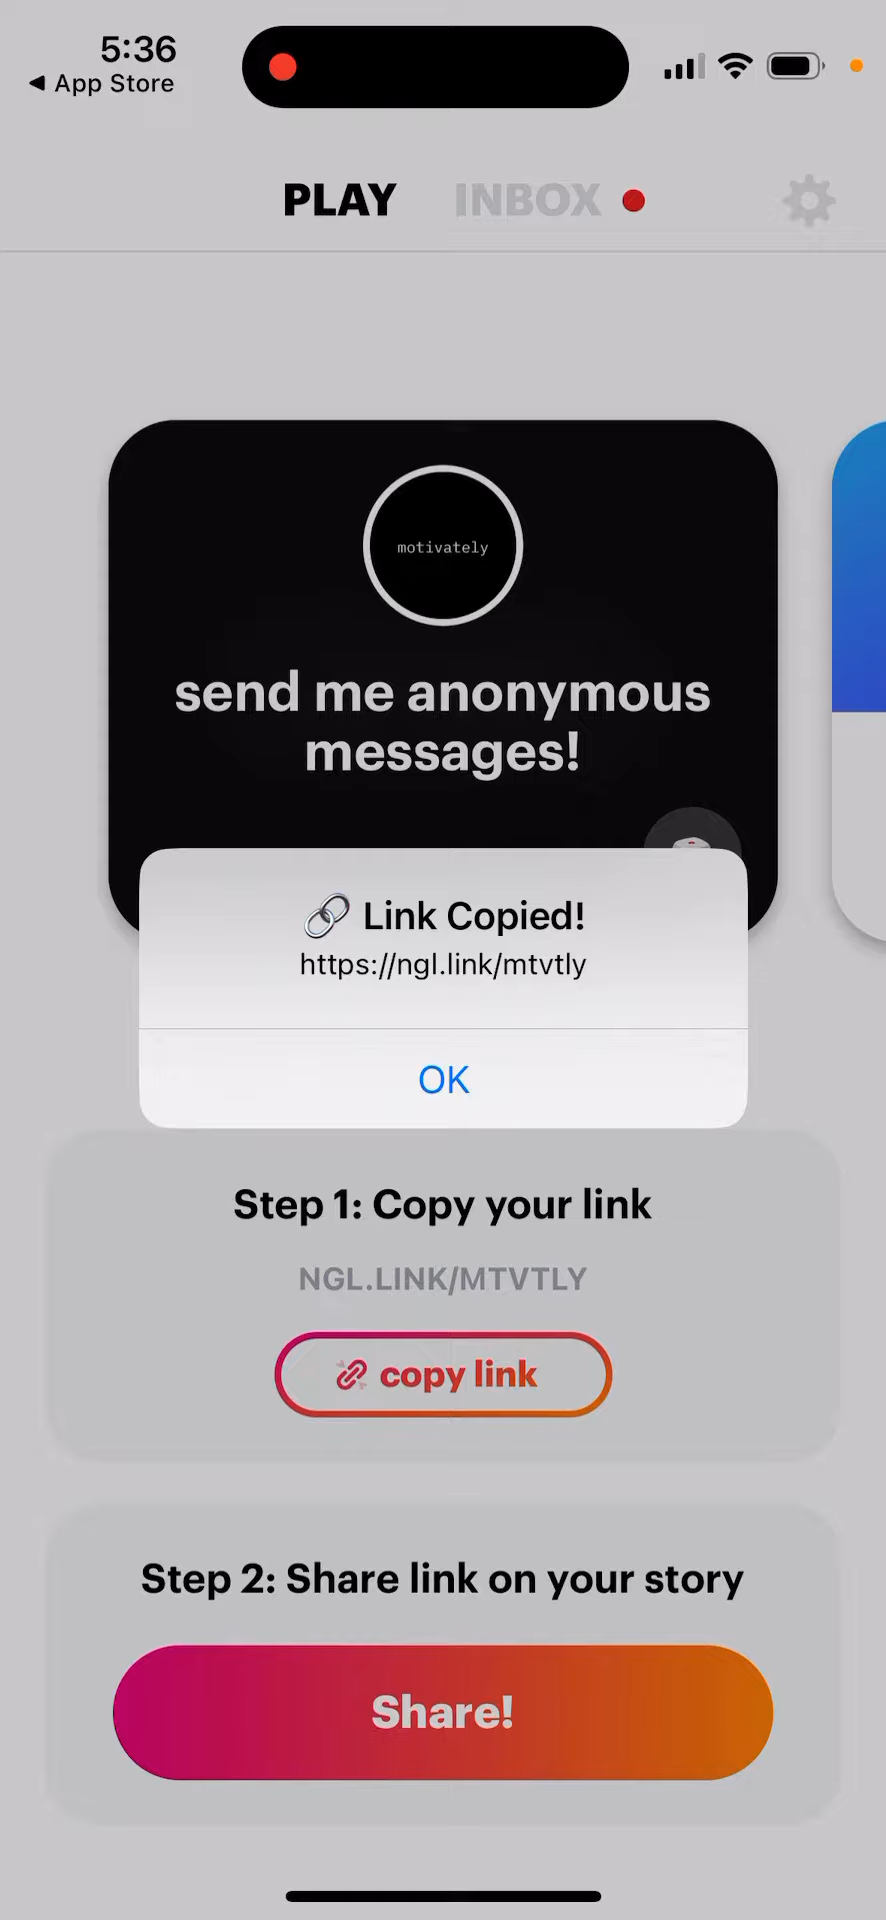 5:36
◀ App Store
PLAY
INBOX
motivately
send me anonymous
messages!
🔗 Link Copied!
https://ngl.link/mtvtly
OK
Step 1: Copy your link
NGL.LINK/MTVTLY
copy link
Step 2: Share link on your story
Share!